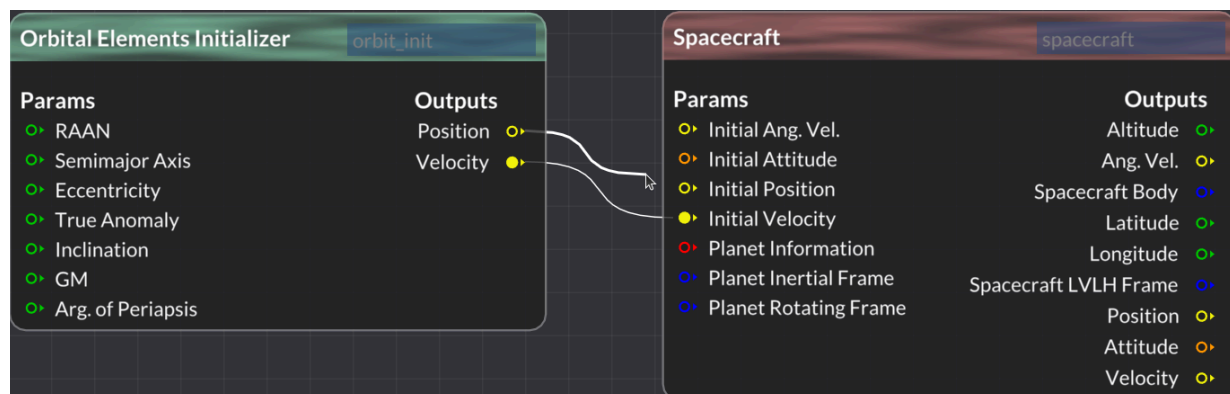 Orbital Elements Initializer
orbit_init
Params
Outputs
RAAN
Position
Semimajor Axis
Velocity
Eccentricity
True Anomaly
Inclination
GM
Arg. of Periapsis
Spacecraft
spacecraft
Params
Outputs
Initial Ang. Vel.
Altitude
Initial Attitude
Ang. Vel.
Initial Position
Spacecraft Body
Initial Velocity
Latitude
Planet Information
Longitude
Planet Inertial Frame
Spacecraft LVLH Frame
Planet Rotating Frame
Position
Attitude
Velocity